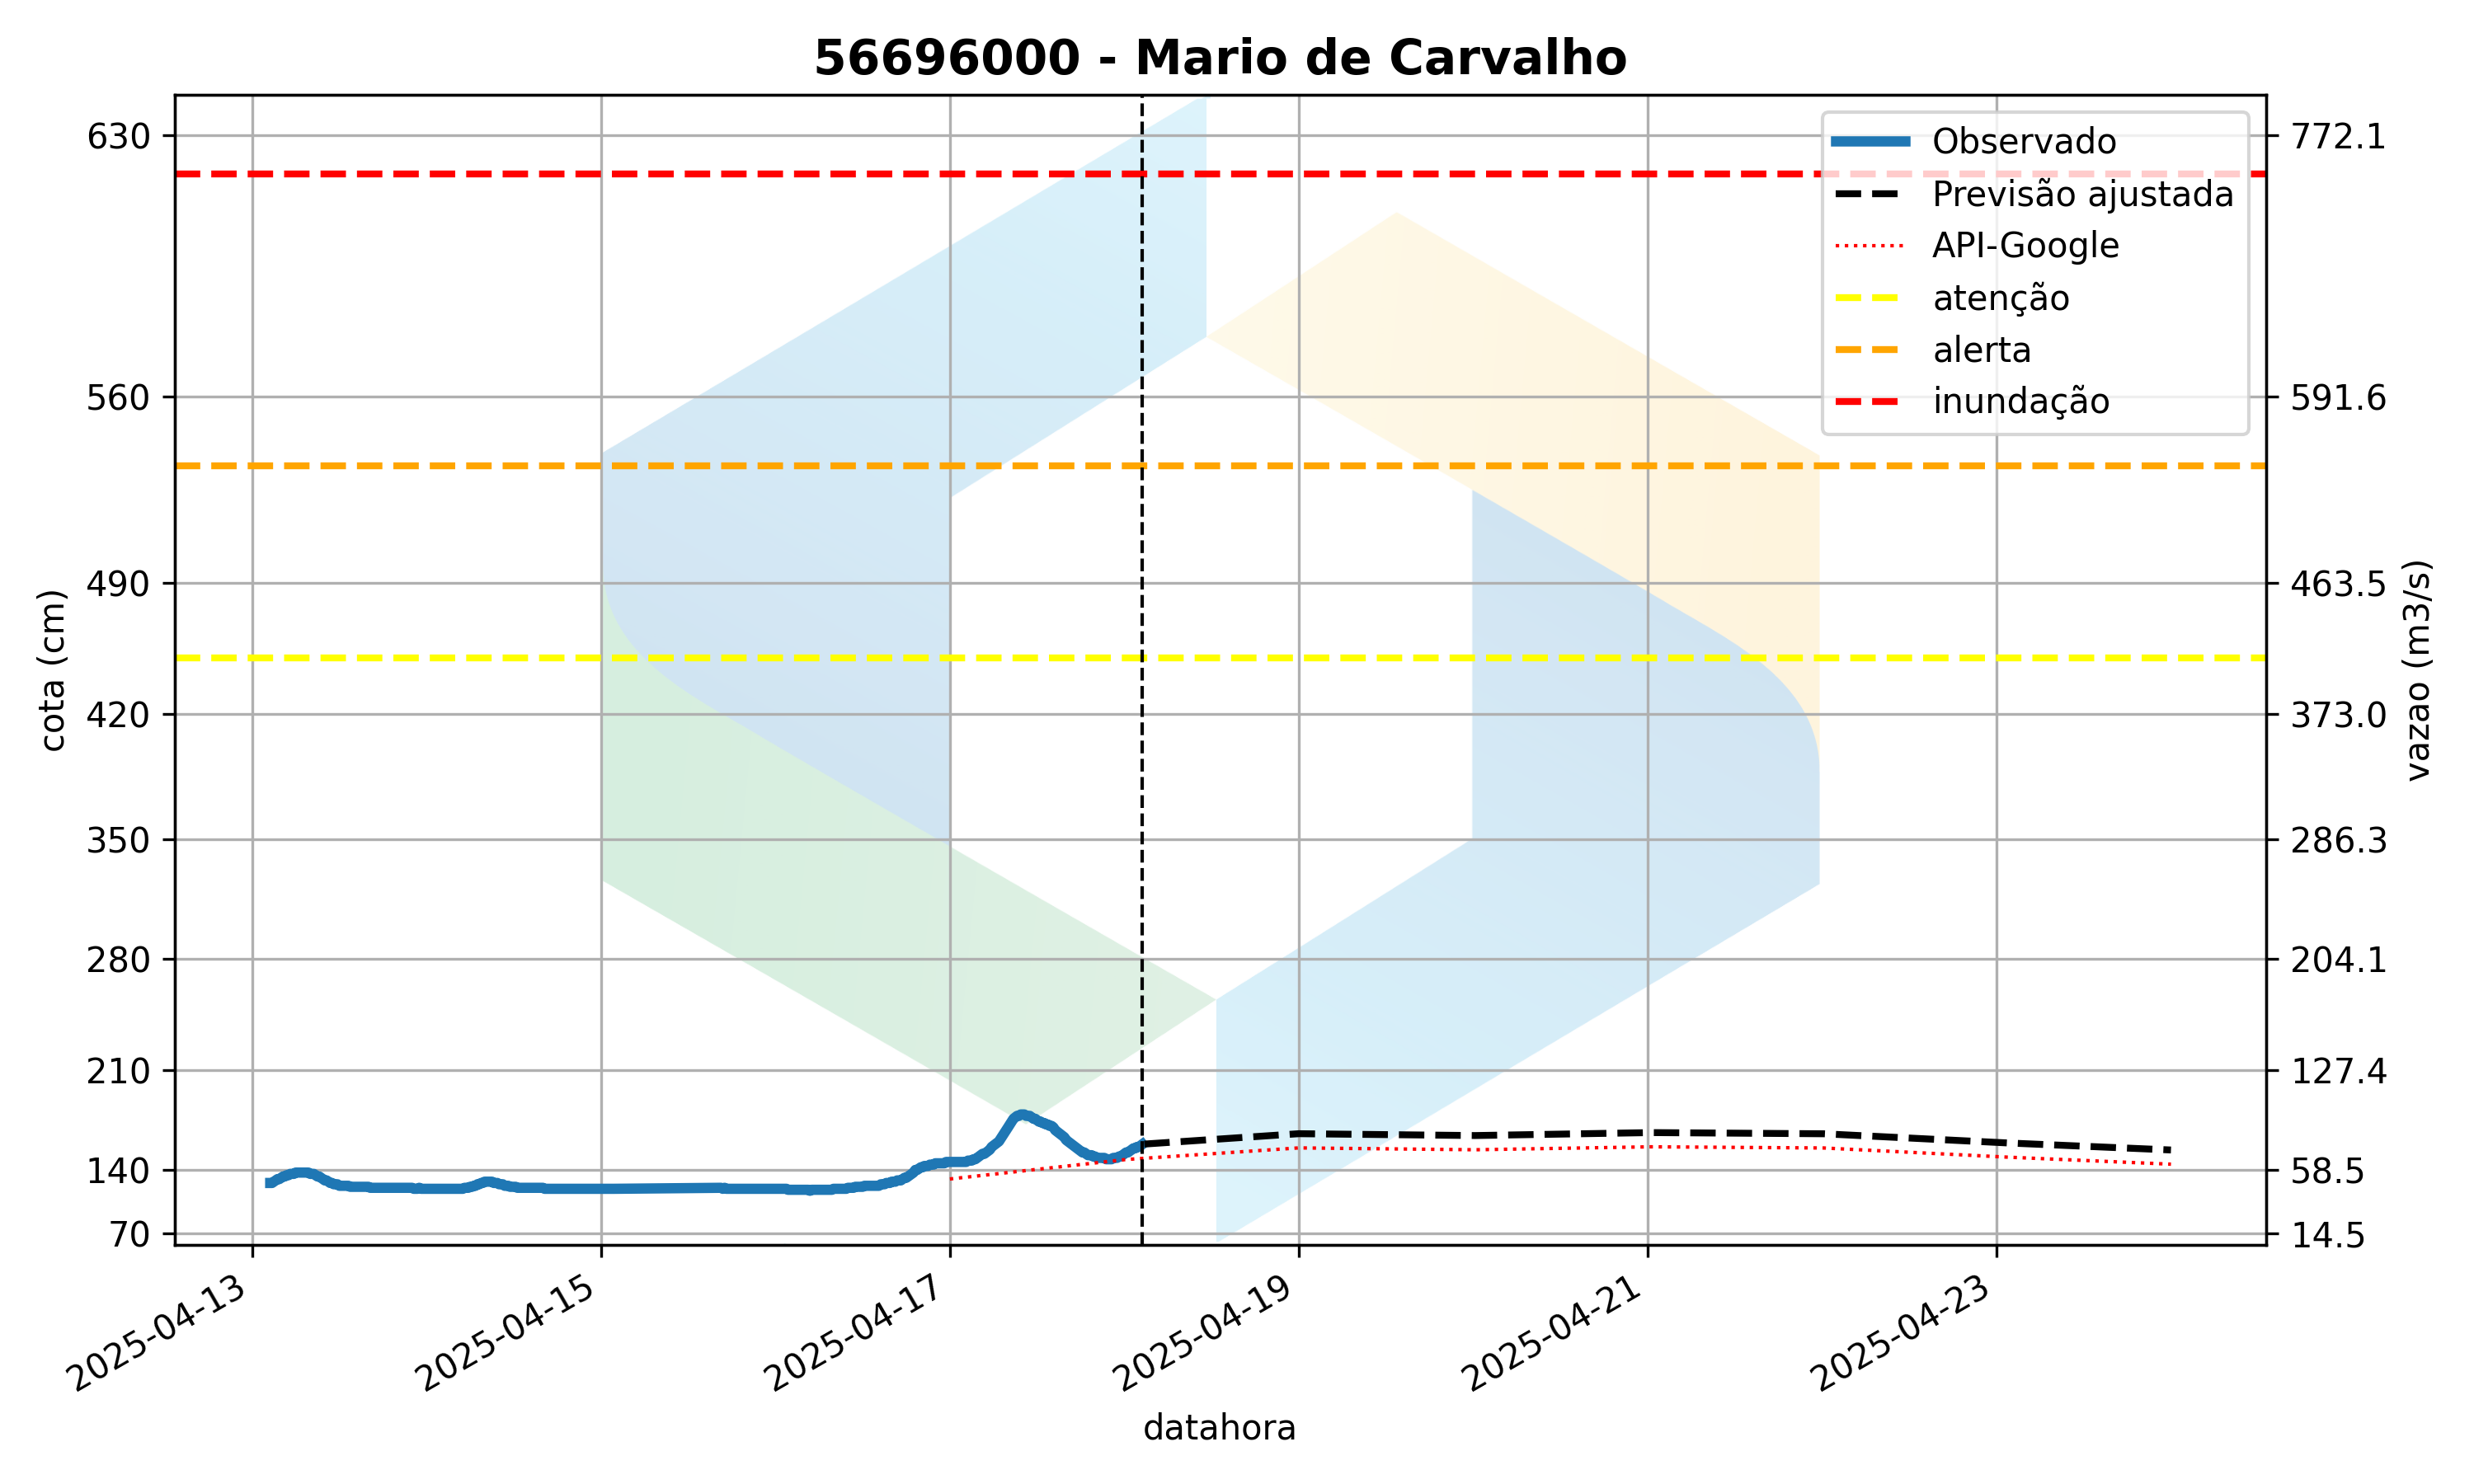 56696000 - Mario de Carvalho
630
560
490
420
350
280
210
140
70
cota (cm)
772.1
591.6
463.5
373.0
286.3
204.1
127.4
58.5
14.5
vazao (m3/s)
Observado
Previsão ajustada
API-Google
atenção
alerta
inundação
2025-04-13
2025-04-15
2025-04-17
2025-04-19
2025-04-21
2025-04-23
datahora